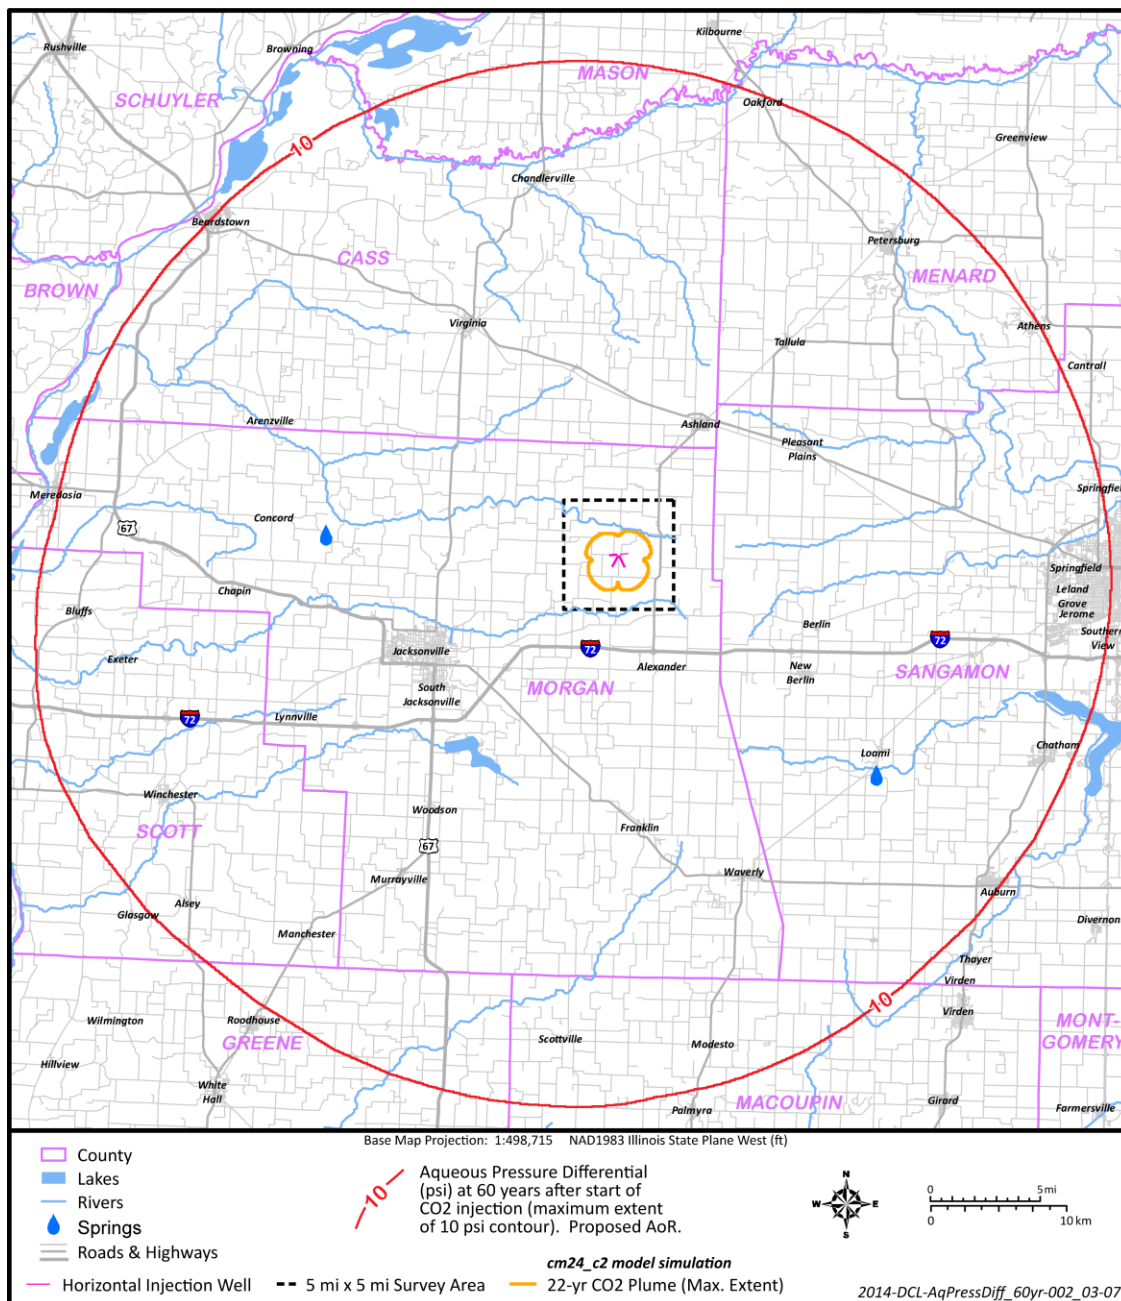 Rushville
Browning
Kilbourne
MASON
SCHUYLER
Oakford
Greenview
10
Chandlerville
Beardstown
Petersburg
CASS
MENARD
BROWN
Virginia
Athens
Tallula
Cantrall
Arenzville
Ashland
Pleasant
Plains
Meredosia
Springfield
Concord
67
Springfield
Chapin
Leland
Grove
Jerome
Bluffs
Berlin
Southern
View
72
72
Exeter
Jacksonville
Alexander
New
Berlin
SANGAMON
South
Jacksonville
MORGAN
72
Lynnville
Chatham
Loami
Winchester
Woodson
SCOTT
Franklin
67
Murrayville
Waverly
Auburn
Alsey
Glasgow
Divernon
Manchester
Thayer
Virden
10
Wilmington
Roodhouse
Virden
MONT-
GOMERY
GREENE
Scottville
Modesto
Hillview
White
Hall
MACOUPIN
Girard
Palmyra
Farmersville
Base Map Projection: 1:498,715 NAD1983 Illinois State Plane West (ft)
County
Lakes
Rivers
Springs
Roads & Highways
Horizontal Injection Well
10
Aqueous Pressure Differential
(psi) at 60 years after start of
CO2 injection (maximum extent
of 10 psi contour). Proposed AoR.
cm24_c2 model simulation
5 mi x 5 mi Survey Area
22-yr CO2 Plume (Max. Extent)
N
W E
S
0 5 mi
0 10 km
2014-DCL-AqPressDiff_60yr-002_03-07